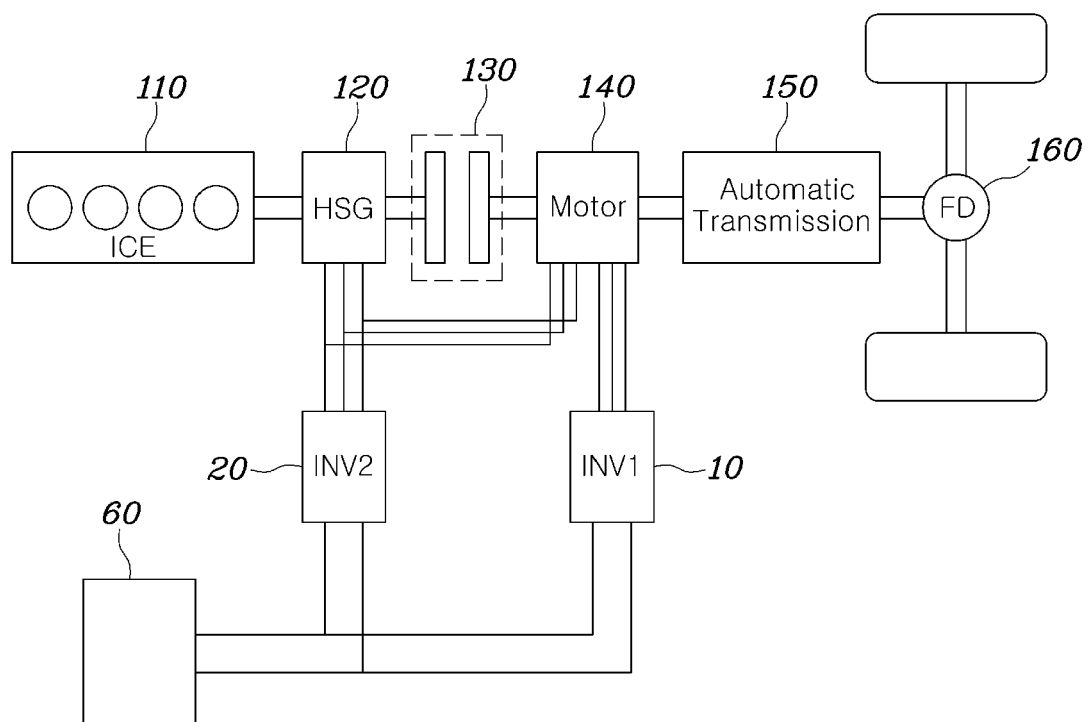 110
120
130
140
150
160
ICE
HSG
Motor
Automatic
Transmission
FD
20
INV2
INV1
10
60